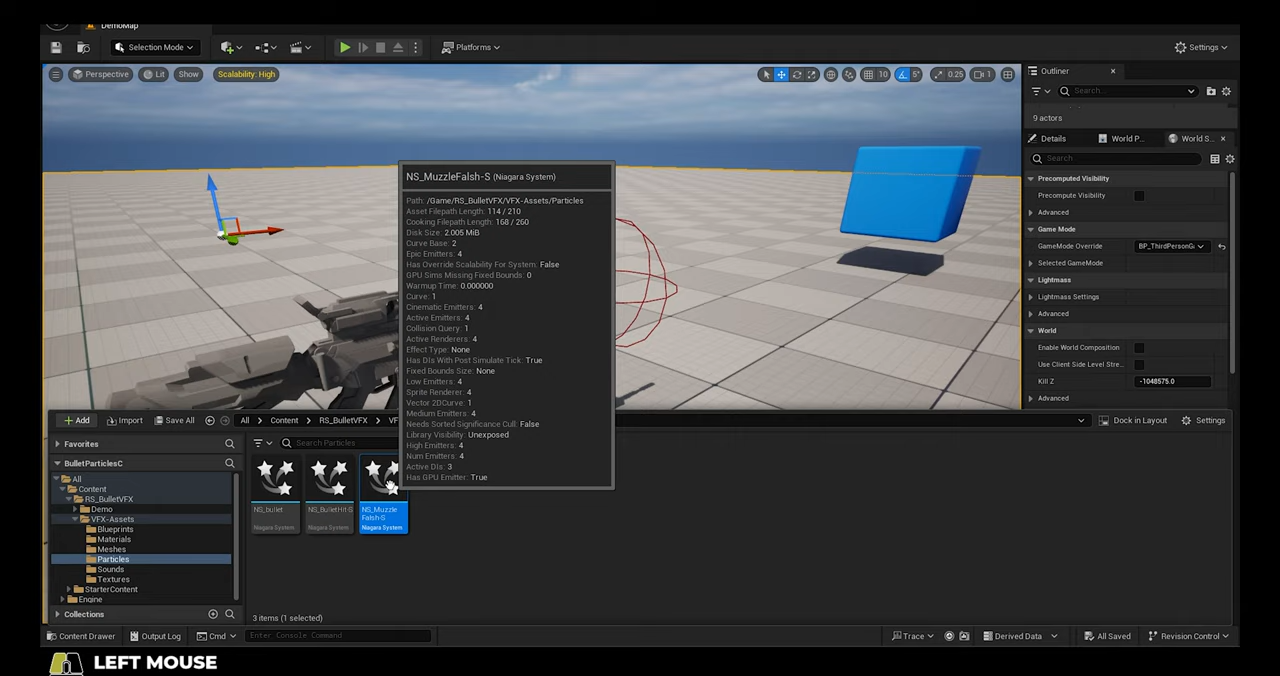 DemoMap
Selection Mode
Platforms
Settings
Perspective
Lit
Show
Scalability: High
10
5°
0.25
1
Outliner
Search...
9 actors
Details
World P...
World S...
Search
Precomputed Visibility
Precompute Visibility
Advanced
Game Mode
GameMode Override
BP_ThirdPersonG
Selected GameMode
Lightmass
Lightmass Settings
Advanced
World
Enable World Composition
Use Client Side Level Stre...
Kill Z
-1048575.0
Advanced
NS_MuzzleFalsh-S (Niagara System)
Path: /Game/RS_BulletVFX/VFX-Assets/Particles
Asset Filepath Length: 114 / 210
Cooking Filepath Length: 168 / 260
Disk Size: 2.005 MiB
Curve Base: 2
Epic Emitters: 4
Has Override Scalability For System: False
GPU Sims Missing Fixed Bounds: 0
Warmup Time: 0.000000
Curve: 1
Cinematic Emitters: 4
Active Emitters: 4
Collision Query: 1
Active Renderers: 4
Effect Type: None
Has DIs With Post Simulate Tick: True
Fixed Bounds Size: None
Low Emitters: 4
Sprite Renderer: 4
Vector 2DCurve: 1
Medium Emitters: 4
Needs Sorted Significance Cull: False
Library Visibility: Unexposed
High Emitters: 4
Num Emitters: 4
Active DIs: 3
Has GPU Emitter: True
Add
Import
Save All
All
Content
RS_BulletVFX
VF
Dock in Layout
Settings
Favorites
BulletParticlesC
All
Content
RS_BulletVFX
Demo
VFX-Assets
Blueprints
Materials
Meshes
Particles
Sounds
Textures
StarterContent
Engine
Collections
Search Particles
NS_bullet
Niagara System
NS_BulletHit-S
Niagara System
NS_Muzzle
Falsh-S
Niagara System
3 items (1 selected)
Content Drawer
Output Log
Cmd
Enter Console Command
Trace
Derived Data
All Saved
Revision Control
LEFT MOUSE